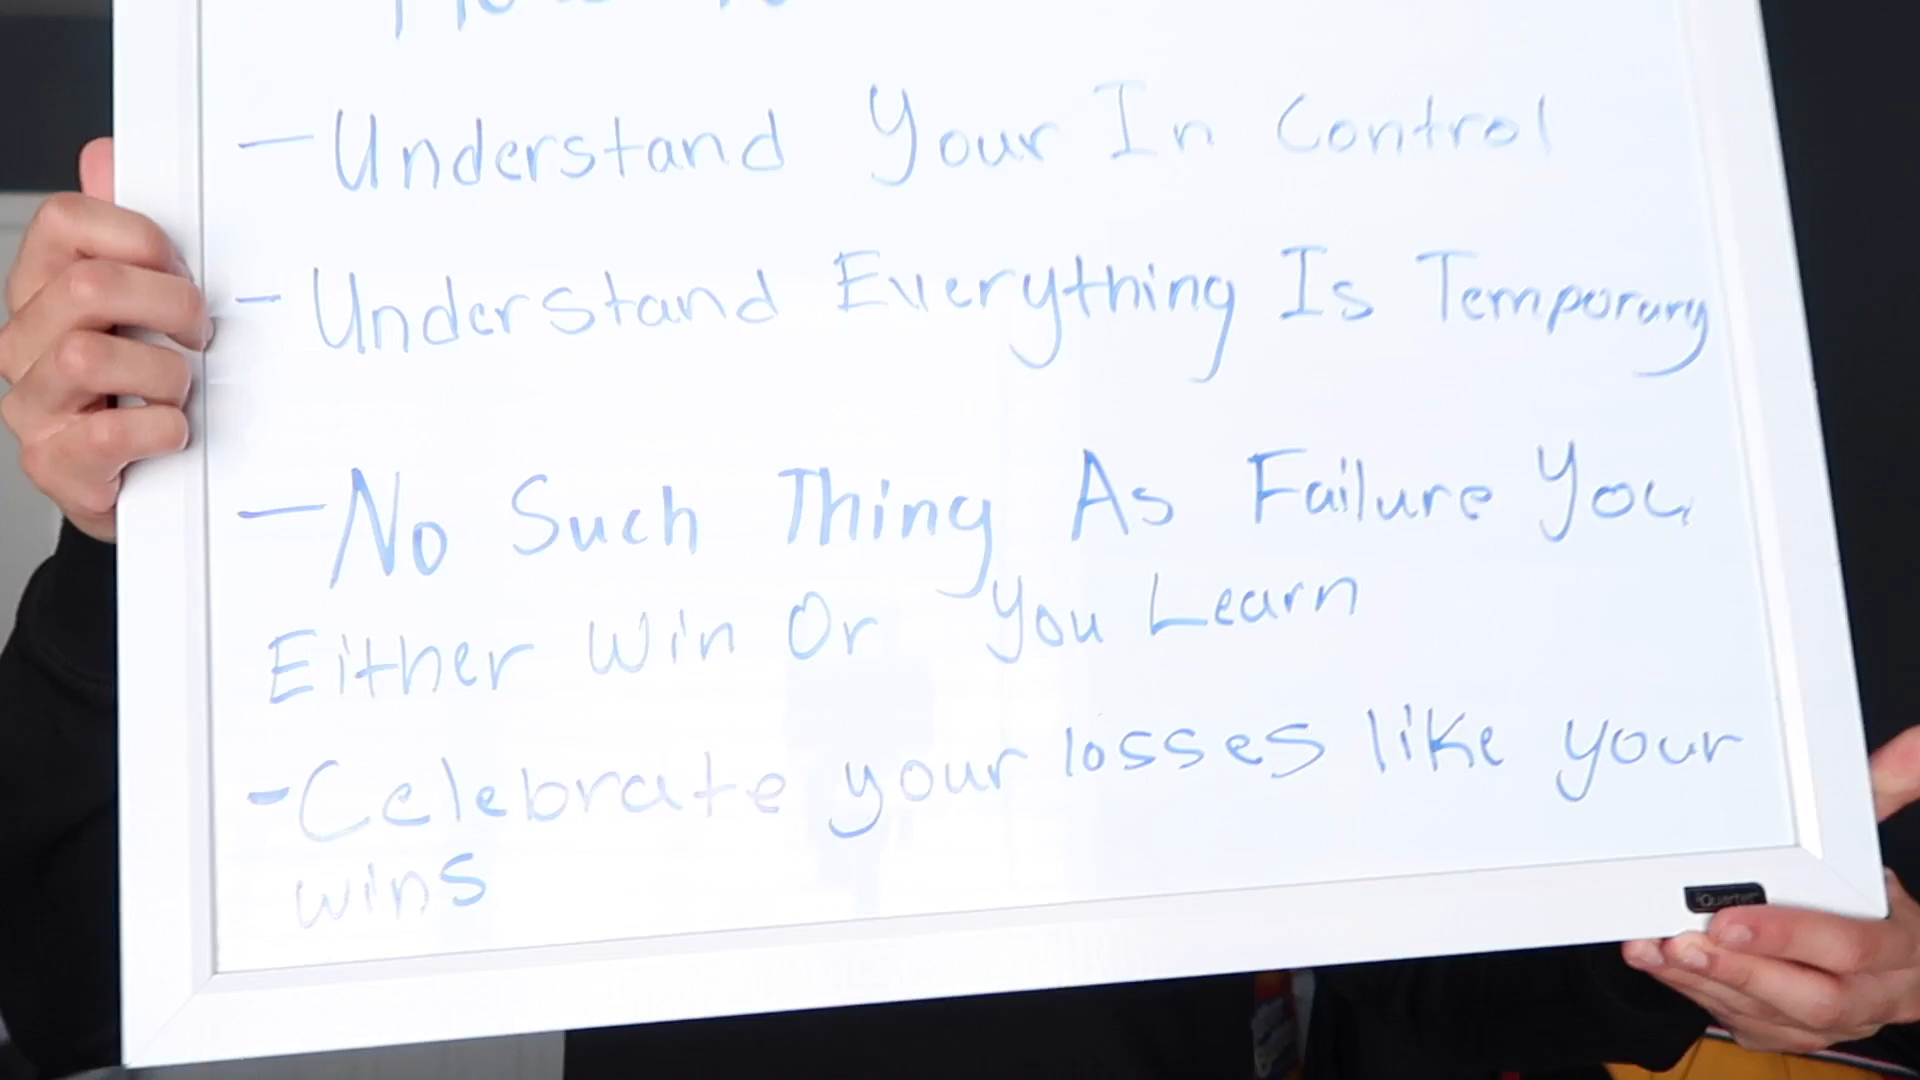 - Understand Your In Control
- Understand Everything Is Temporary
- No Such Thing As Failure You
Either Win Or You Learn
- Celebrate your losses like your
wins
Quartet